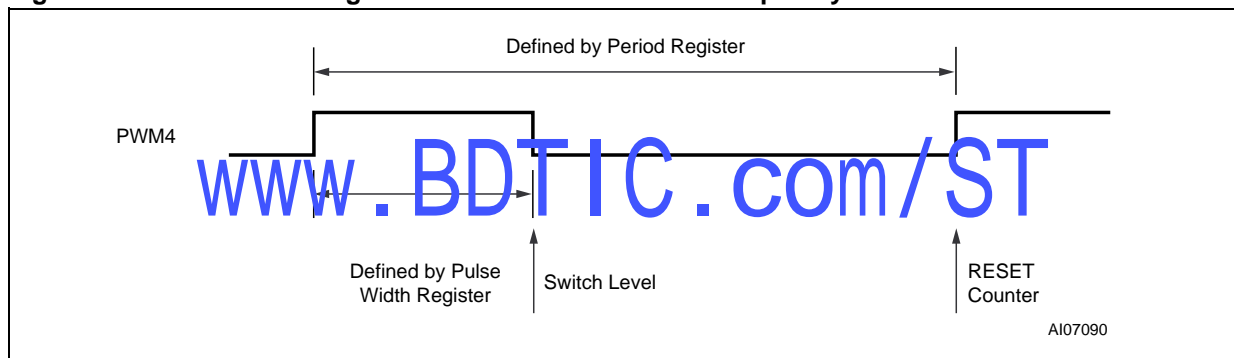 Defined by Period Register
PWM4
www.BDTIC.com/ST
Defined by Pulse
Width Register
Switch Level
RESET
Counter
AI07090